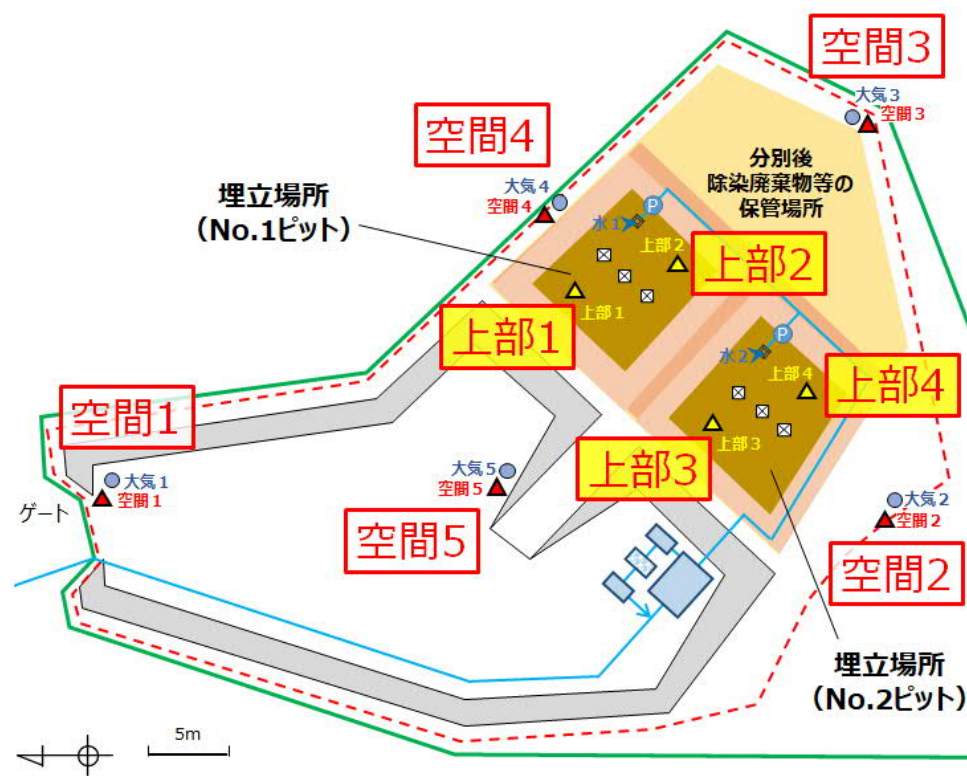 空間3
大気3
空間3
空間4
分別後
除染廃棄物等の
保管場所
大気4
空間4
埋立場所
(No.1ピット)
P
水1
上部2
上部2
上部1
上部1
P
水2
上部4
上部4
空間1
上部3
上部3
大気1
空間1
大気5
空間5
ゲート
空間5
大気2
空間2
空間2
埋立場所
(No.2ピット)
5m